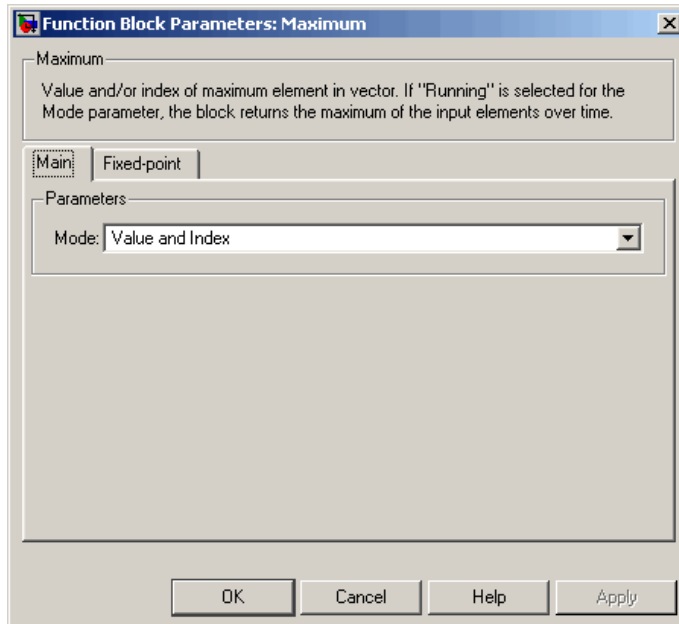 Function Block Parameters: Maximum
Maximum
Value and/or index of maximum element in vector. If "Running" is selected for the
Mode parameter, the block returns the maximum of the input elements over time.
Main Fixed-point
Parameters
Mode: Value and Index
OK Cancel Help Apply